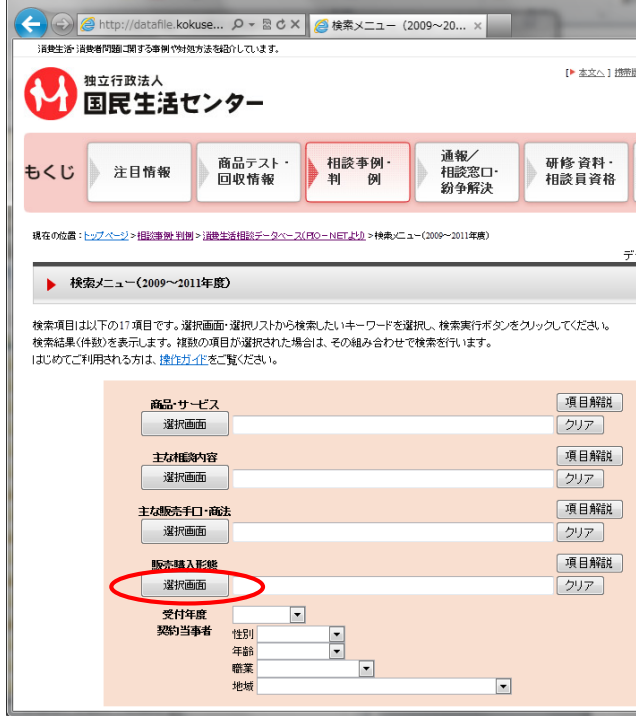 http://datafile.kokuse...
検索メニュー（2009～20...
消費生活・消費者問題に関する事例や対処方法を紹介しています。
[ 本文へ ]
独立行政法人
国民生活センター
もくじ
注目情報
商品テスト・
回収情報
相談事例・
判 例
通報／
相談窓口・
紛争解決
研修 資料・
相談員資格
現在の位置：トップページ＞相談事例・判例＞消費生活相談データベース（PIO－NETより）＞検索メニュー（2009～2011年度）
検索メニュー（2009～2011年度）
検索項目は以下の17項目です。選択画面・選択リストから検索したいキーワードを選択し、検索実行ボタンをクリックしてください。
検索結果（件数）を表示します。複数の項目が選択された場合は、その組み合わせで検索を行います。
はじめてご利用される方は、操作ガイドをご覧ください。
商品・サービス 項目解説
選択画面 クリア
主な相談内容 項目解説
選択画面 クリア
主な販売手口・商法 項目解説
選択画面 クリア
販売購入形態 項目解説
選択画面 クリア
受付年度
契約当事者 性別
年齢
職業
地域